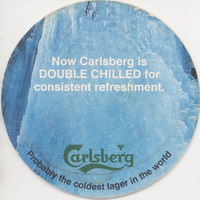 Now Carlsberg is
DOUBLE CHILLED for
consistent refreshment.
Carlsberg
Probably the coldest lager in the world